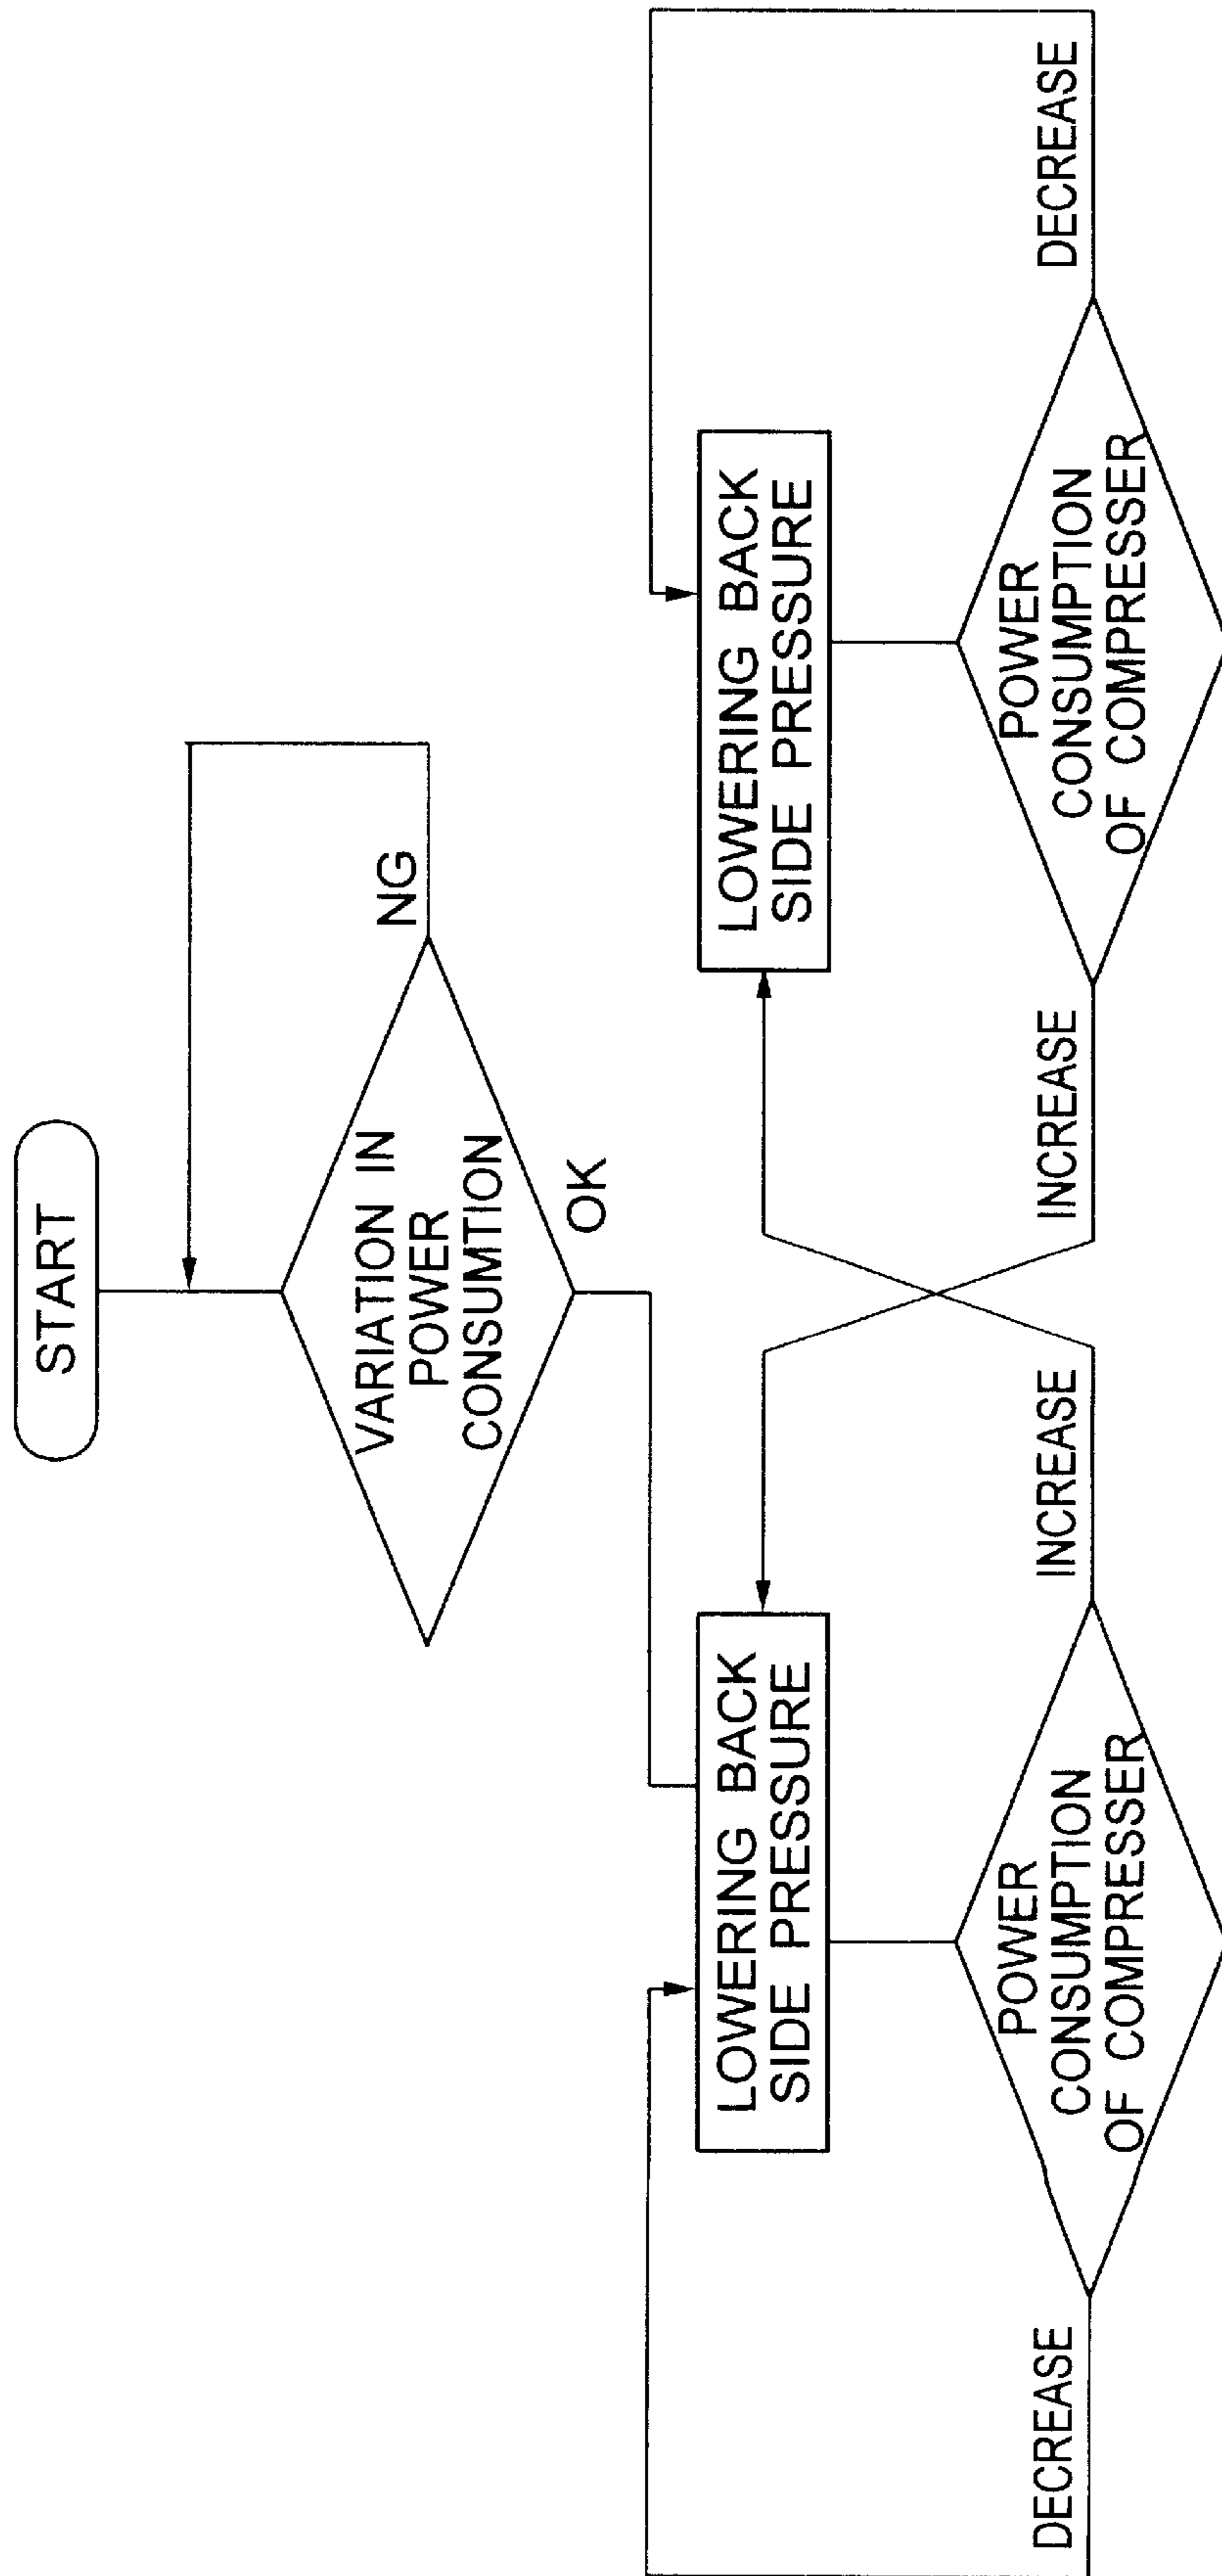 START
VARIATION IN
POWER
CONSUMTION
NG
OK
LOWERING BACK
SIDE PRESSURE
LOWERING BACK
SIDE PRESSURE
DECREASE
POWER
CONSUMPTION
OF COMPRESSER
INCREASE
INCREASE
POWER
CONSUMPTION
OF COMPRESSER
DECREASE